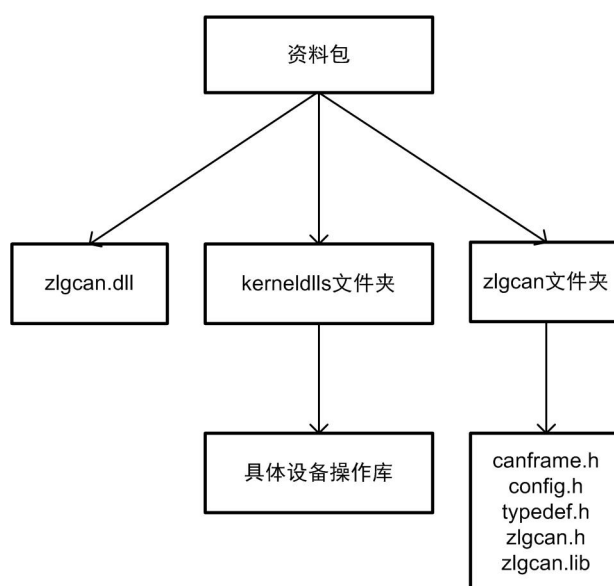 资料包
zlgcan.dll
kerneldlls文件夹
zlgcan文件夹
具体设备操作库
canframe.h
config.h
typedef.h
zlgcan.h
zlgcan.lib